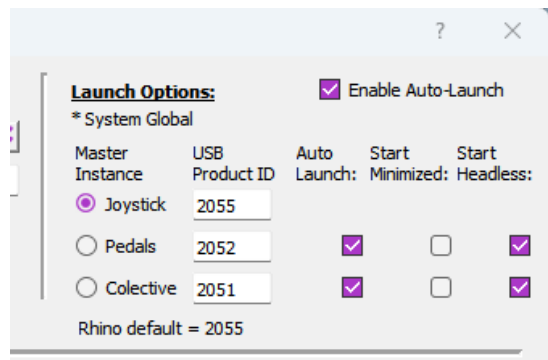 ?
Launch Options:
Enable Auto-Launch
* System Global
Master Instance
USB Product ID
Auto Launch:
Start Minimized:
Start Headless:
Joystick 2055
Pedals 2052
Colective 2051
Rhino default = 2055